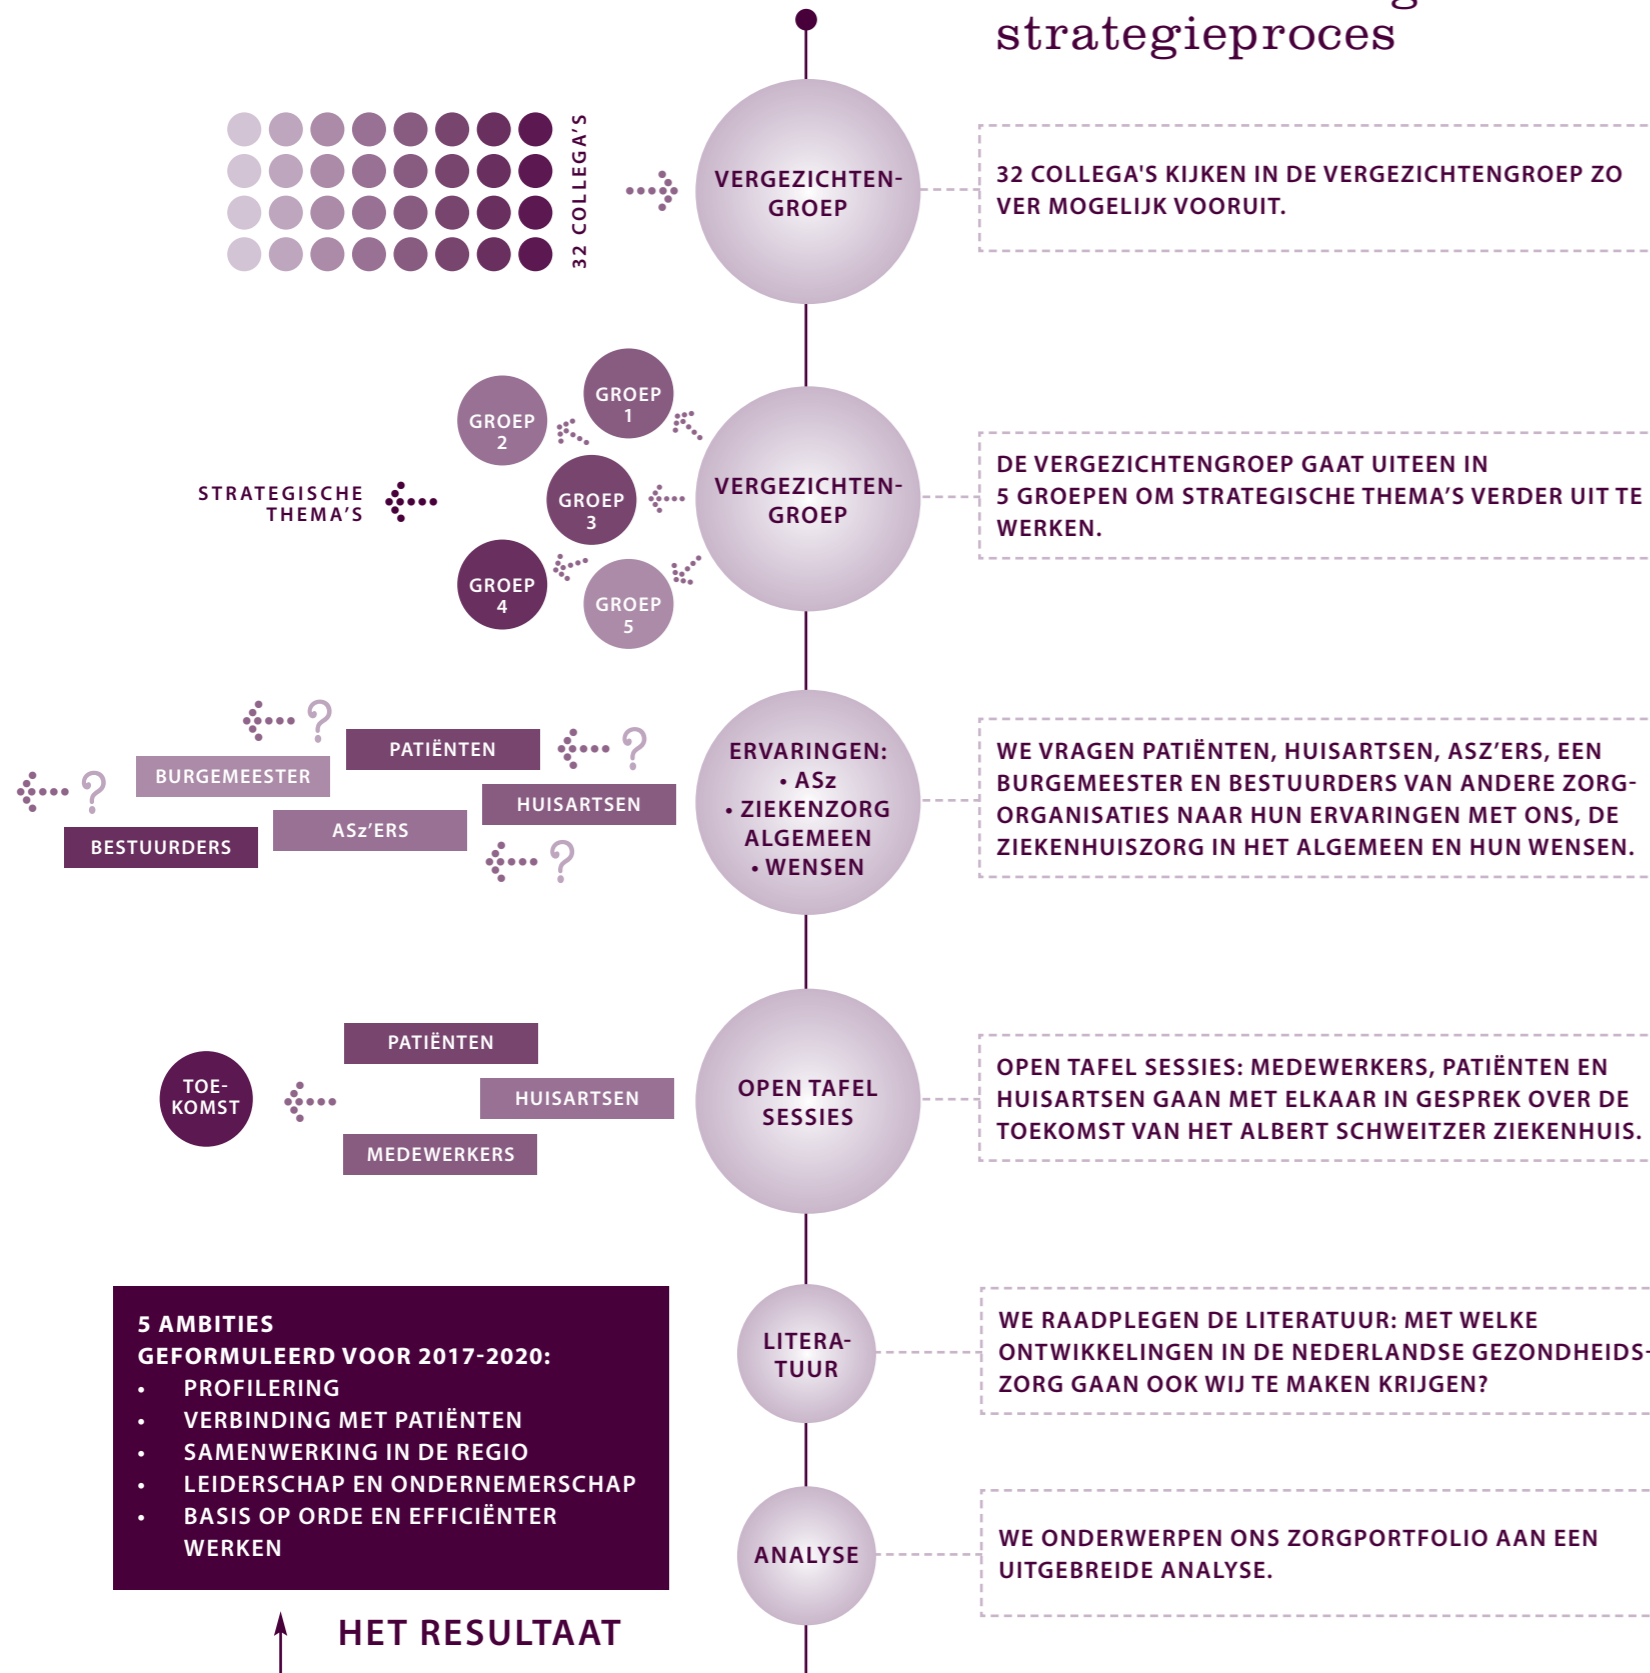 strategieproces
32 COLLEGA'S
VERGEZICHTEN-
GROEP
32 COLLEGA'S KIJKEN IN DE VERGEZICHTENGROEP ZO
VER MOGELIJK VOORUIT.
GROEP
1
GROEP
2
GROEP
3
GROEP
4
GROEP
5
STRATEGISCHE
THEMA'S
VERGEZICHTEN-
GROEP
DE VERGEZICHTENGROEP GAAT UITEEN IN
5 GROEPEN OM STRATEGISCHE THEMA'S VERDER UIT TE
WERKEN.
?
PATIËNTEN
?
BURGEMEESTER
?
HUISARTSEN
ASz'ERS
BESTUURDERS
?
ERVARINGEN:
• ASz
• ZIEKENZORG
ALGEMEEN
• WENSEN
WE VRAGEN PATIËNTEN, HUISARTSEN, ASZ'ERS, EEN
BURGEMEESTER EN BESTUURDERS VAN ANDERE ZORG-
ORGANISATIES NAAR HUN ERVARINGEN MET ONS, DE
ZIEKENHUISZORG IN HET ALGEMEEN EN HUN WENSEN.
PATIËNTEN
TOE-
KOMST
HUISARTSEN
MEDEWERKERS
OPEN TAFEL
SESSIES
OPEN TAFEL SESSIES: MEDEWERKERS, PATIËNTEN EN
HUISARTSEN GAAN MET ELKAAR IN GESPREK OVER DE
TOEKOMST VAN HET ALBERT SCHWEITZER ZIEKENHUIS.
LITERA-
TUUR
WE RAADPLEGEN DE LITERATUUR: MET WELKE
ONTWIKKELINGEN IN DE NEDERLANDSE GEZONDHEIDS-
ZORG GAAN OOK WIJ TE MAKEN KRIJGEN?
ANALYSE
WE ONDERWERPEN ONS ZORGPORTFOLIO AAN EEN
UITGEBREIDE ANALYSE.
5 AMBITIES
GEFORMULEERD VOOR 2017-2020:
• PROFILERING
• VERBINDING MET PATIËNTEN
• SAMENWERKING IN DE REGIO
• LEIDERSCHAP EN ONDERNEMERSCHAP
• BASIS OP ORDE EN EFFICIËNTER
WERKEN
HET RESULTAAT